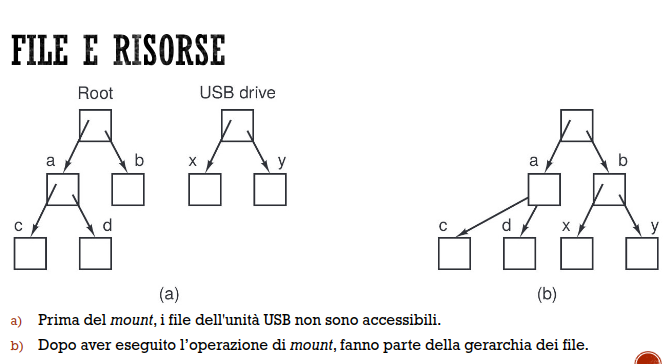 FILE E RISORSE
Root USB drive
a b x y a b
c d c d x y
(a) (b)
a) Prima del mount, i file dell'unità USB non sono accessibili.
b) Dopo aver eseguito l'operazione di mount, fanno parte della gerarchia dei file.